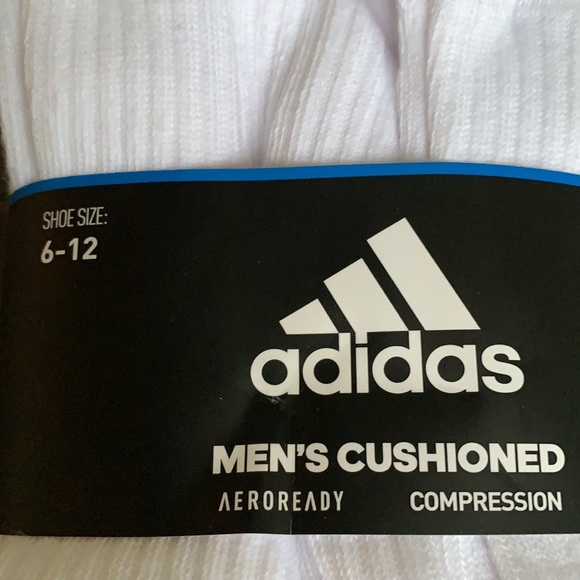 SHOE SIZE:
6-12
adidas
MEN'S CUSHIONED
AEROREADY COMPRESSION